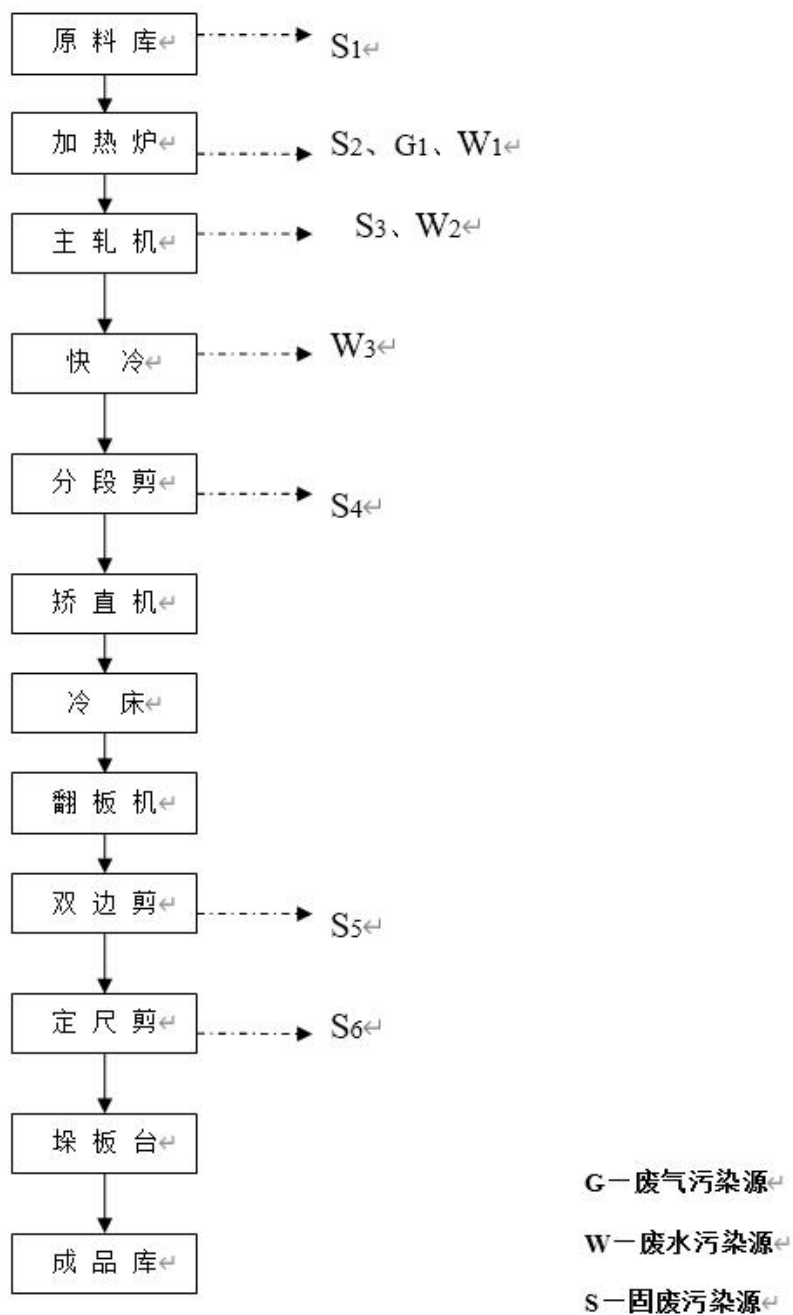 原料库↵
S1↵
加热炉↵
S2、G1、W1↵
主轧机↵
S3、W2↵
快 冷↵
W3↵
分段剪↵
S4↵
矫直机↵
冷 床↵
翻板机↵
双边剪↵
S5↵
定尺剪↵
S6↵
垛板台↵
成品库↵
G－废气污染源↵
W－废水污染源↵
S－固废污染源↵